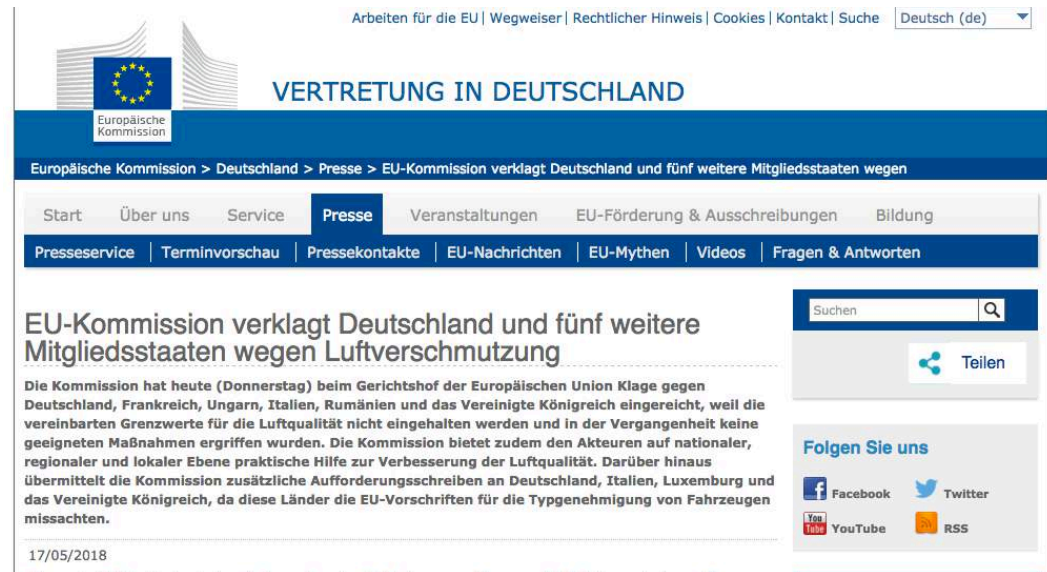 Arbeiten für die EU | Wegweiser | Rechtlicher Hinweis | Cookies | Kontakt | Suche Deutsch (de)
VERTRETUNG IN DEUTSCHLAND
Europäische
Kommission
Europäische Kommission > Deutschland > Presse > EU-Kommission verklagt Deutschland und fünf weitere Mitgliedsstaaten wegen
Start Über uns Service Presse Veranstaltungen EU-Förderung & Ausschreibungen Bildung
Presseservice | Terminvorschau | Pressekontakte | EU-Nachrichten | EU-Mythen | Videos | Fragen & Antworten
EU-Kommission verklagt Deutschland und fünf weitere
Mitgliedsstaaten wegen Luftverschmutzung
Die Kommission hat heute (Donnerstag) beim Gerichtshof der Europäischen Union Klage gegen
Deutschland, Frankreich, Ungarn, Italien, Rumänien und das Vereinigte Königreich eingereicht, weil die
vereinbarten Grenzwerte für die Luftqualität nicht eingehalten werden und in der Vergangenheit keine
geeigneten Maßnahmen ergriffen wurden. Die Kommission bietet zudem den Akteuren auf nationaler,
regionaler und lokaler Ebene praktische Hilfe zur Verbesserung der Luftqualität. Darüber hinaus
übermittelt die Kommission zusätzliche Aufforderungsschreiben an Deutschland, Italien, Luxemburg und
das Vereinigte Königreich, da diese Länder die EU-Vorschriften für die Typgenehmigung von Fahrzeugen
missachten.
17/05/2018
Suchen
Teilen
Folgen Sie uns
Facebook Twitter
You Tube YouTube RSS